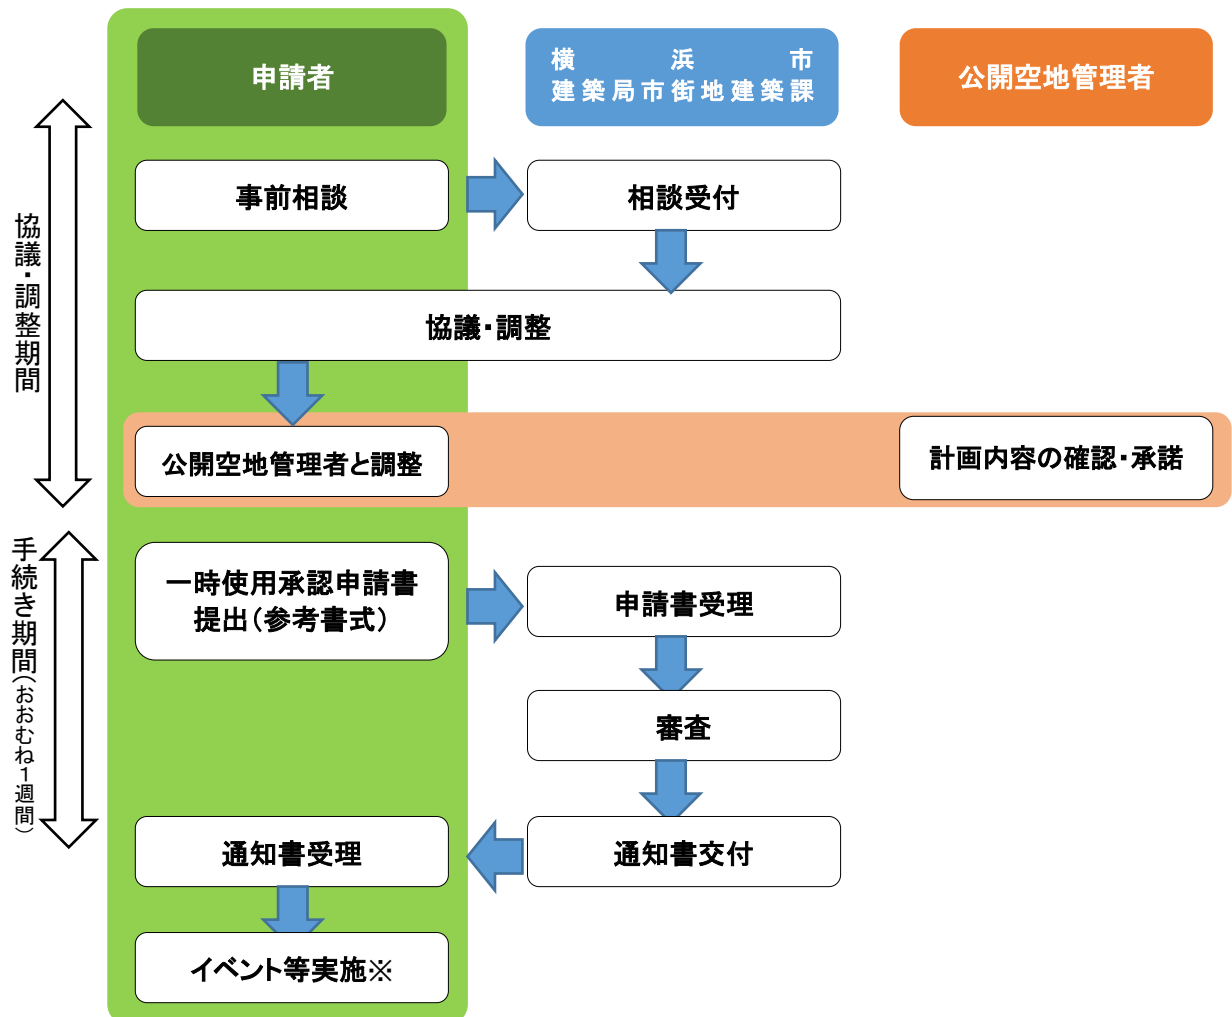 申請者
横浜市
建築局市街地建築課
公開空地管理者
協議・調整期間
事前相談
相談受付
協議・調整
公開空地管理者と調整
計画内容の確認・承諾
手続き期間(おおむね1週間)
一時使用承認申請書
提出(参考書式)
申請書受理
審査
通知書受理
通知書交付
イベント等実施※